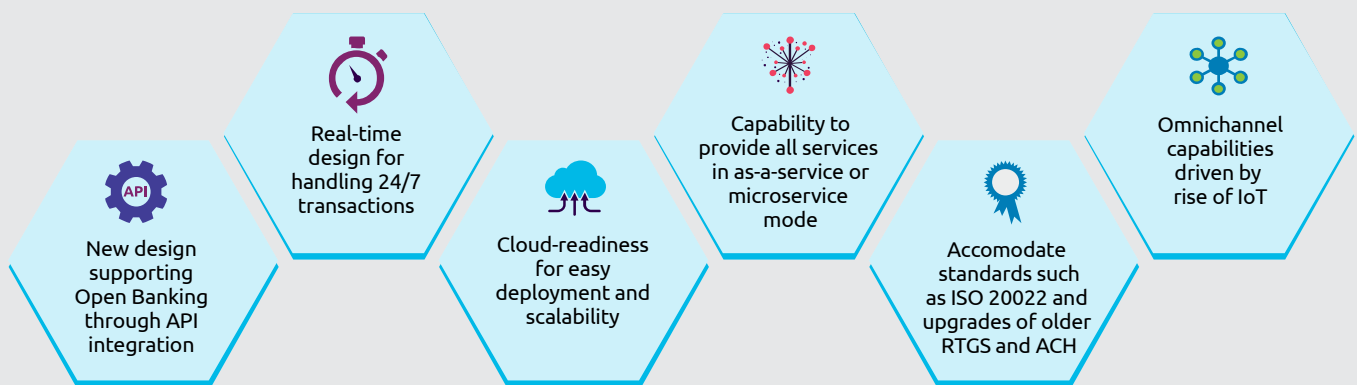 API
New design
supporting
Open Banking
through API
integration
Real-time
design for
handling 24/7
transactions
Cloud-readiness
for easy
deployment and
scalability
Capability to
provide all services
in as-a-service or
microservice
mode
Accomodate
standards such
as ISO 20022 and
upgrades of older
RTGS and ACH
Omnichannel
capabilities
driven by
rise of IoT